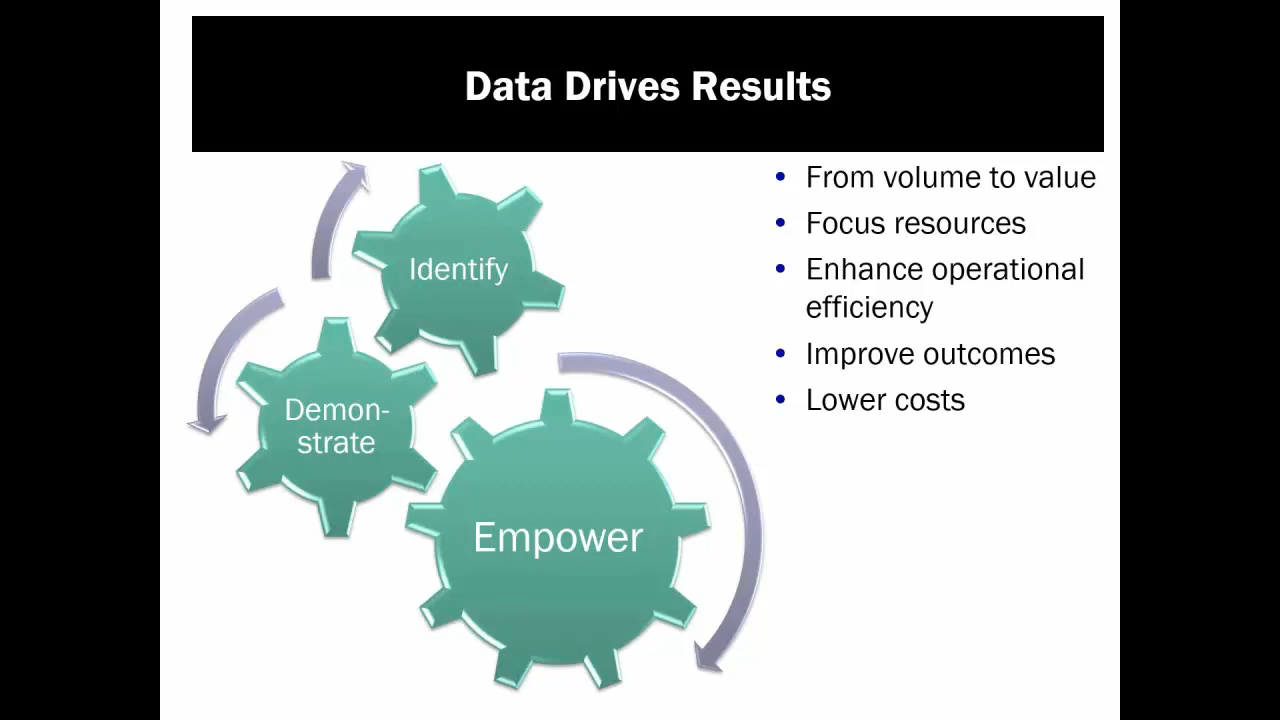 Data Drives Results
Identify
Demon-
strate
Empower
• From volume to value
• Focus resources
• Enhance operational
efficiency
• Improve outcomes
• Lower costs